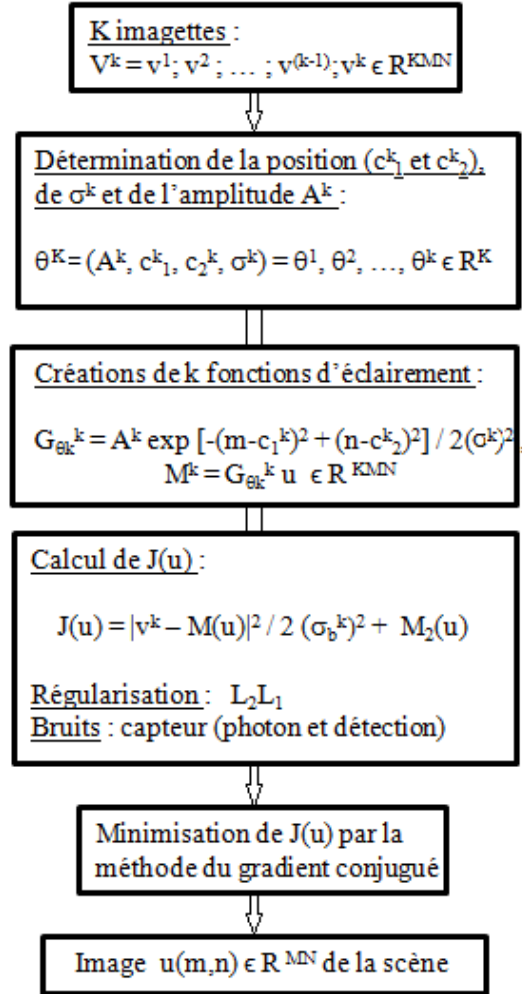 K imagettes :
Vᵏ = v¹; v² ; … ; v⁽ᵏ⁻¹⁾; vᵏ ϵ Rᴷᴹᴺ
Détermination de la position (cᵏ₁ et cᵏ₂),
de σᵏ et de l’amplitude Aᵏ :
θᴷ = (Aᵏ, cᵏ₁, c₂ᵏ, σᵏ) = θ¹, θ², …, θᵏ ϵ Rᴷ
Créations de k fonctions d’éclairement :
G_θₖᵏ = Aᵏ exp [-(m-c₁ᵏ)² + (n-cᵏ₂)²] / 2(σᵏ)²,
Mᵏ = G_θₖᵏ u ϵ R ᴷᴹᴺ
Calcul de J(u) :
J(u) = |vᵏ – M(u)|² / 2 (σ_bᵏ)² + M₂(u)
Régularisation : L₂L₁
Bruits : capteur (photon et détection)
Minimisation de J(u) par la
méthode du gradient conjugué
Image u(m,n) ϵ R ᴹᴺ de la scène